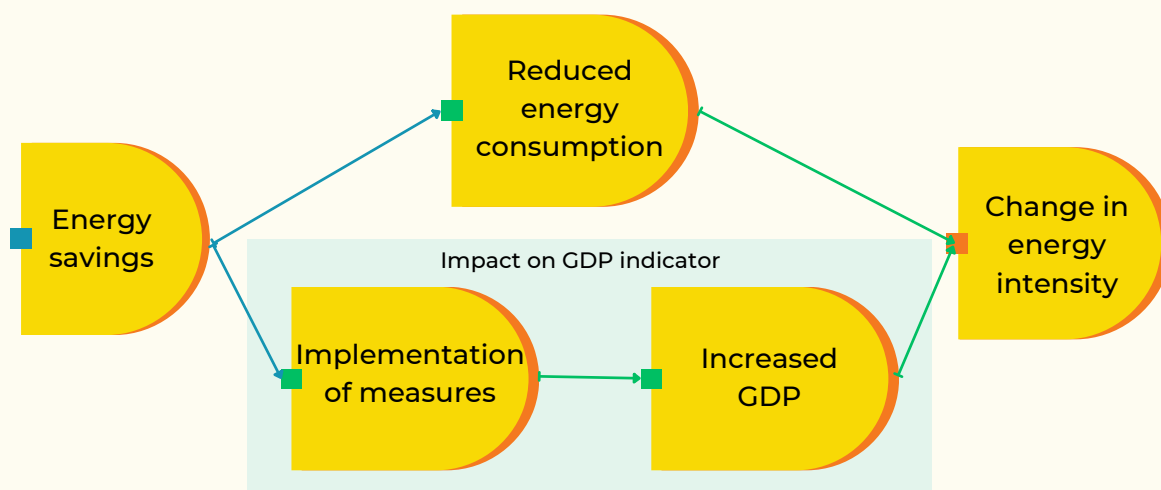 Reduced
energy
consumption
Energy
savings
Change in
energy
intensity
Impact on GDP indicator
Implementation
of measures
Increased
GDP